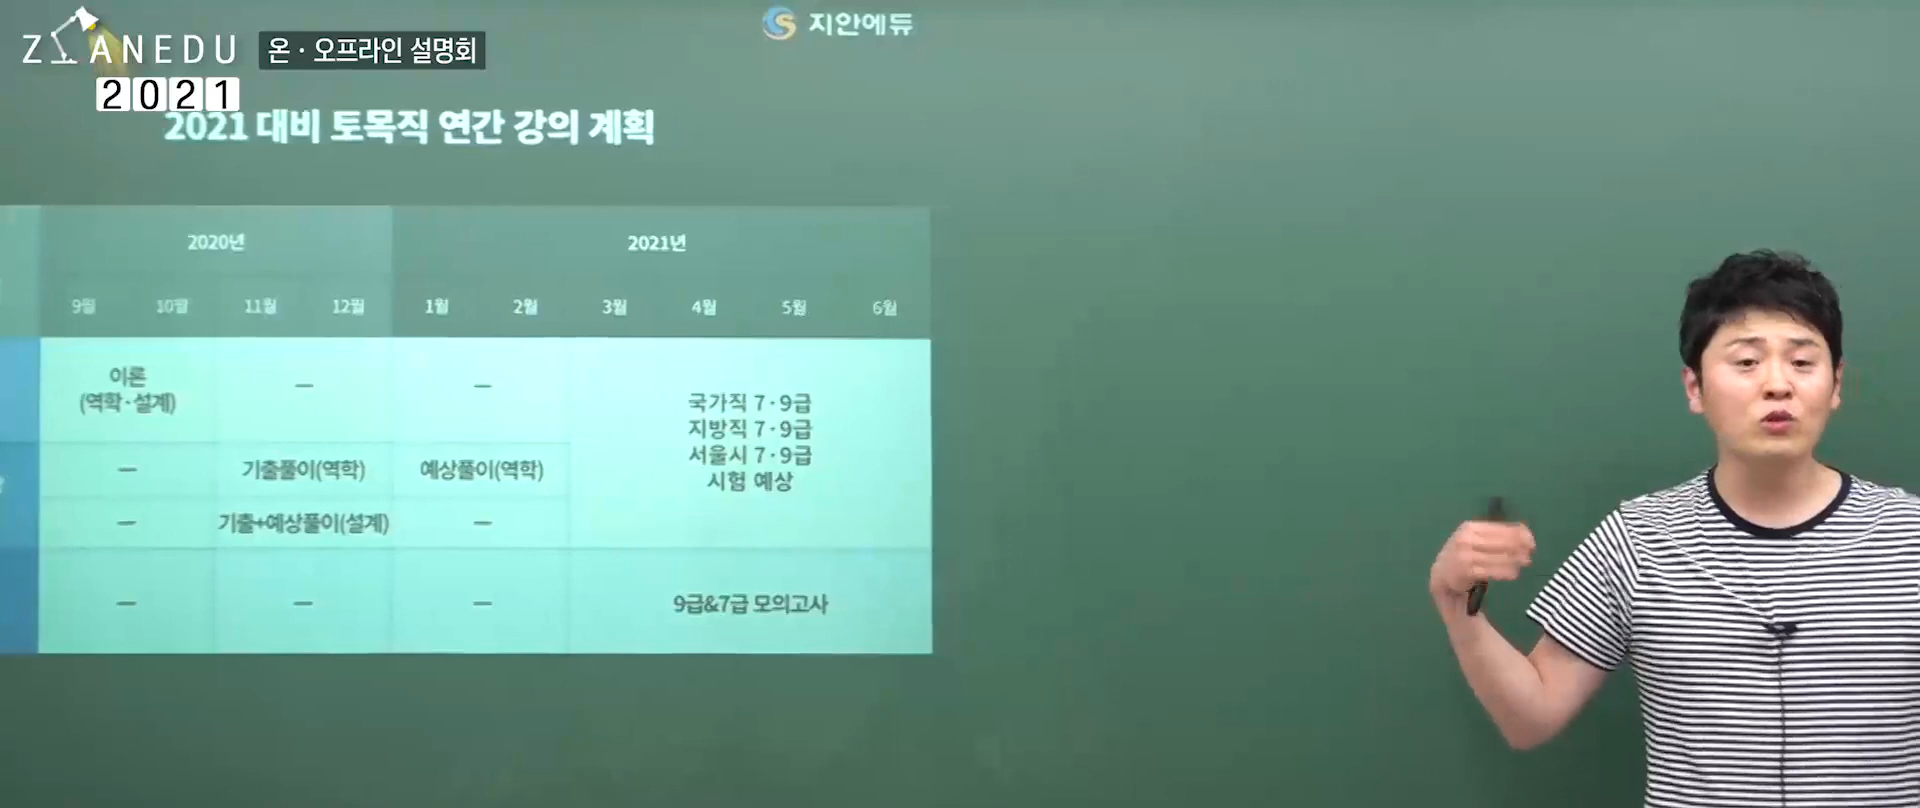 지안에듀
ZIANEDU 온·오프라인 설명회
2021
2021 대비 토목직 연간 강의 계획
2020년 2021년
9월 10월 11월 12월 1월 2월 3월 4월 5월 6월
이론
(역학·설계)
— —
국가직 7·9급
지방직 7·9급
서울시 7·9급
시험 예상
— 기출풀이(역학) 예상풀이(역학)
— 기출+예상풀이(설계) —
— — — 9급&7급 모의고사